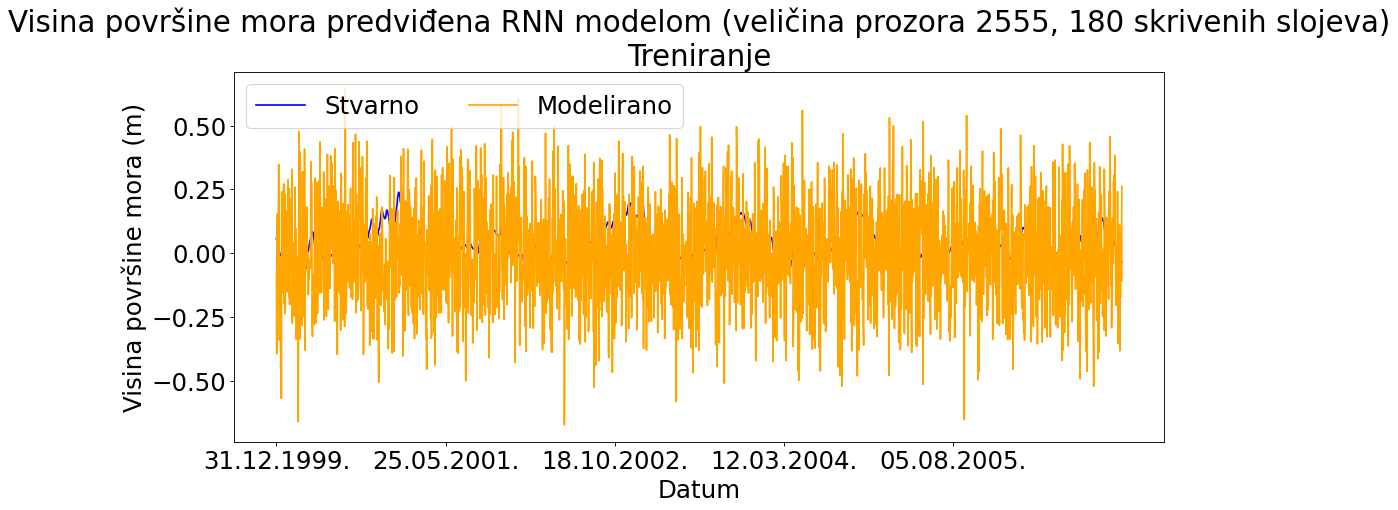 Visina površine mora predviđena RNN modelom (veličina prozora 2555, 180 skrivenih slojeva)
Treniranje
Stvarno
Modelirano
Visina površine mora (m)
0.50
0.25
0.00
−0.25
−0.50
31.12.1999.
25.05.2001.
18.10.2002.
12.03.2004.
05.08.2005.
Datum